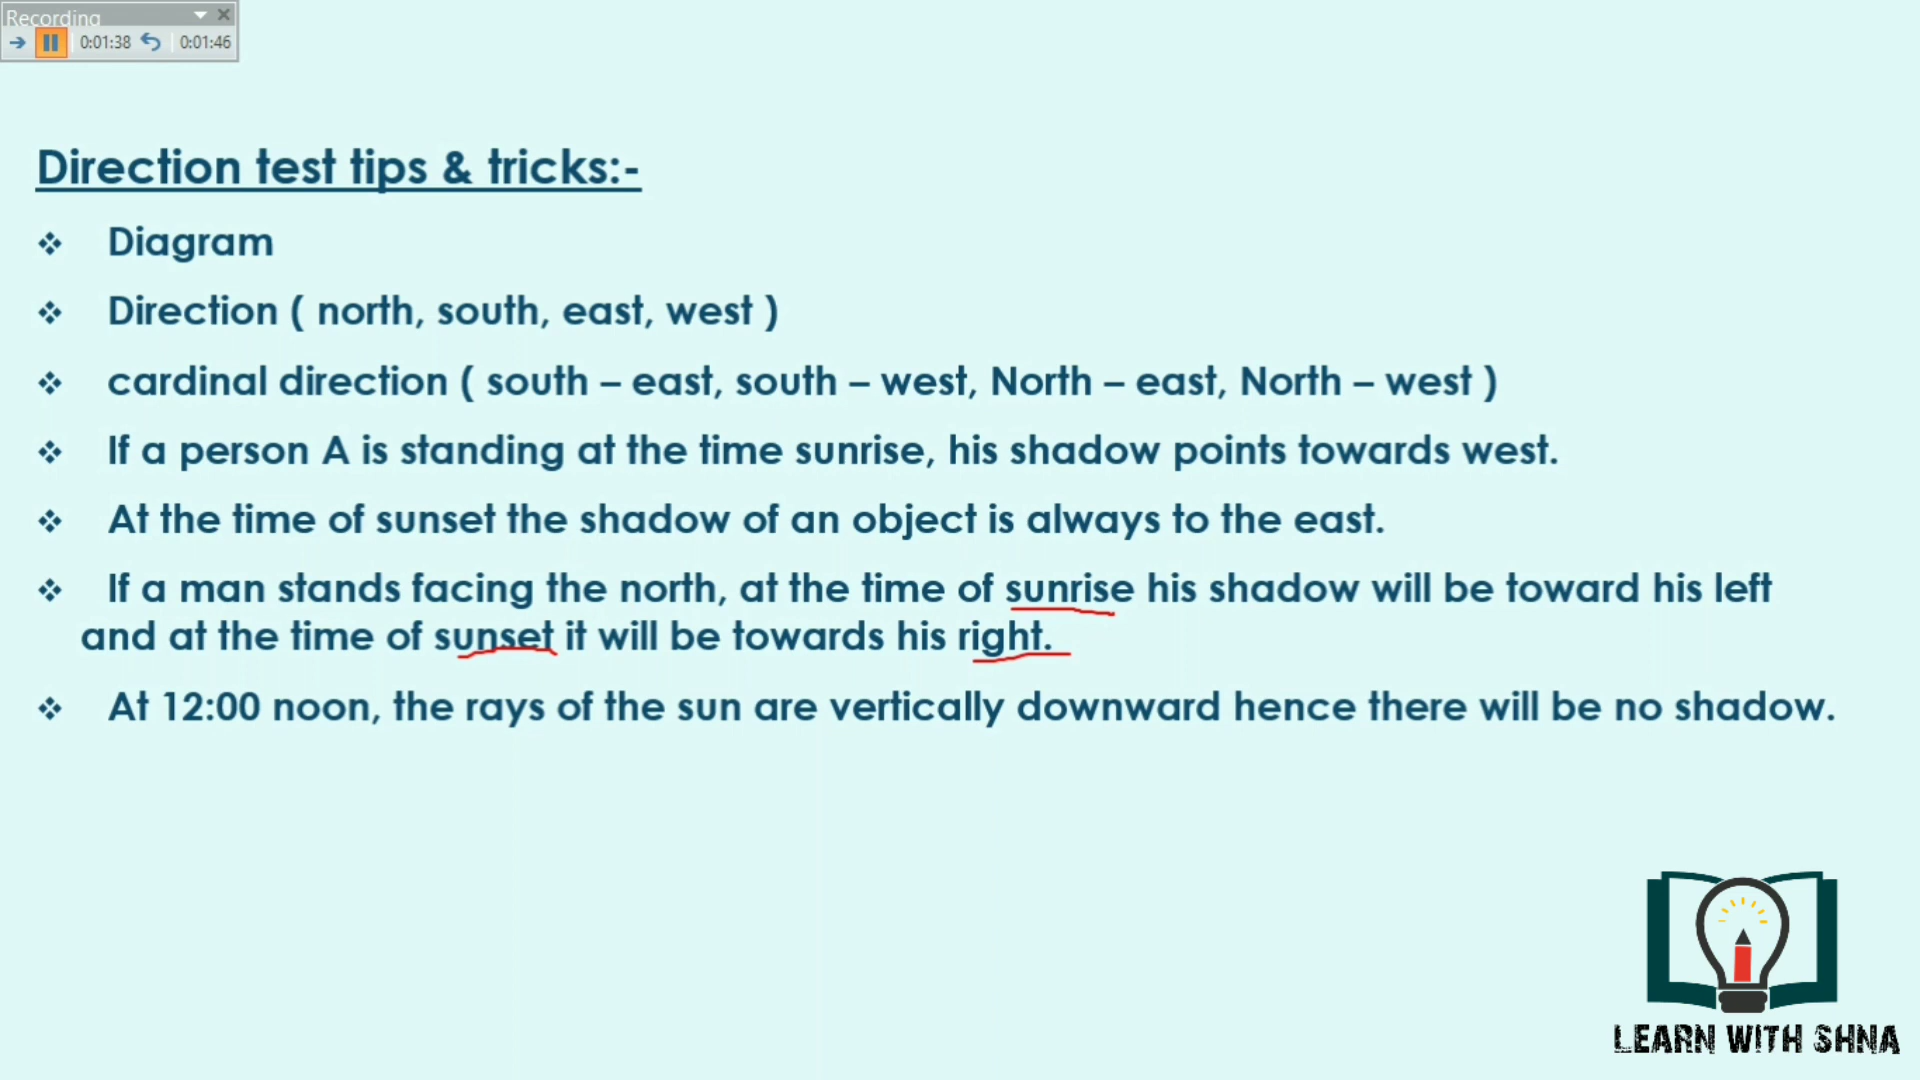 Recording
0:01:38 0:01:46
Direction test tips & tricks:-
❖ Diagram
❖ Direction ( north, south, east, west )
❖ cardinal direction ( south – east, south – west, North – east, North – west )
❖ If a person A is standing at the time sunrise, his shadow points towards west.
❖ At the time of sunset the shadow of an object is always to the east.
❖ If a man stands facing the north, at the time of sunrise his shadow will be toward his left
and at the time of sunset it will be towards his right.
❖ At 12:00 noon, the rays of the sun are vertically downward hence there will be no shadow.
LEARN WITH SHNA